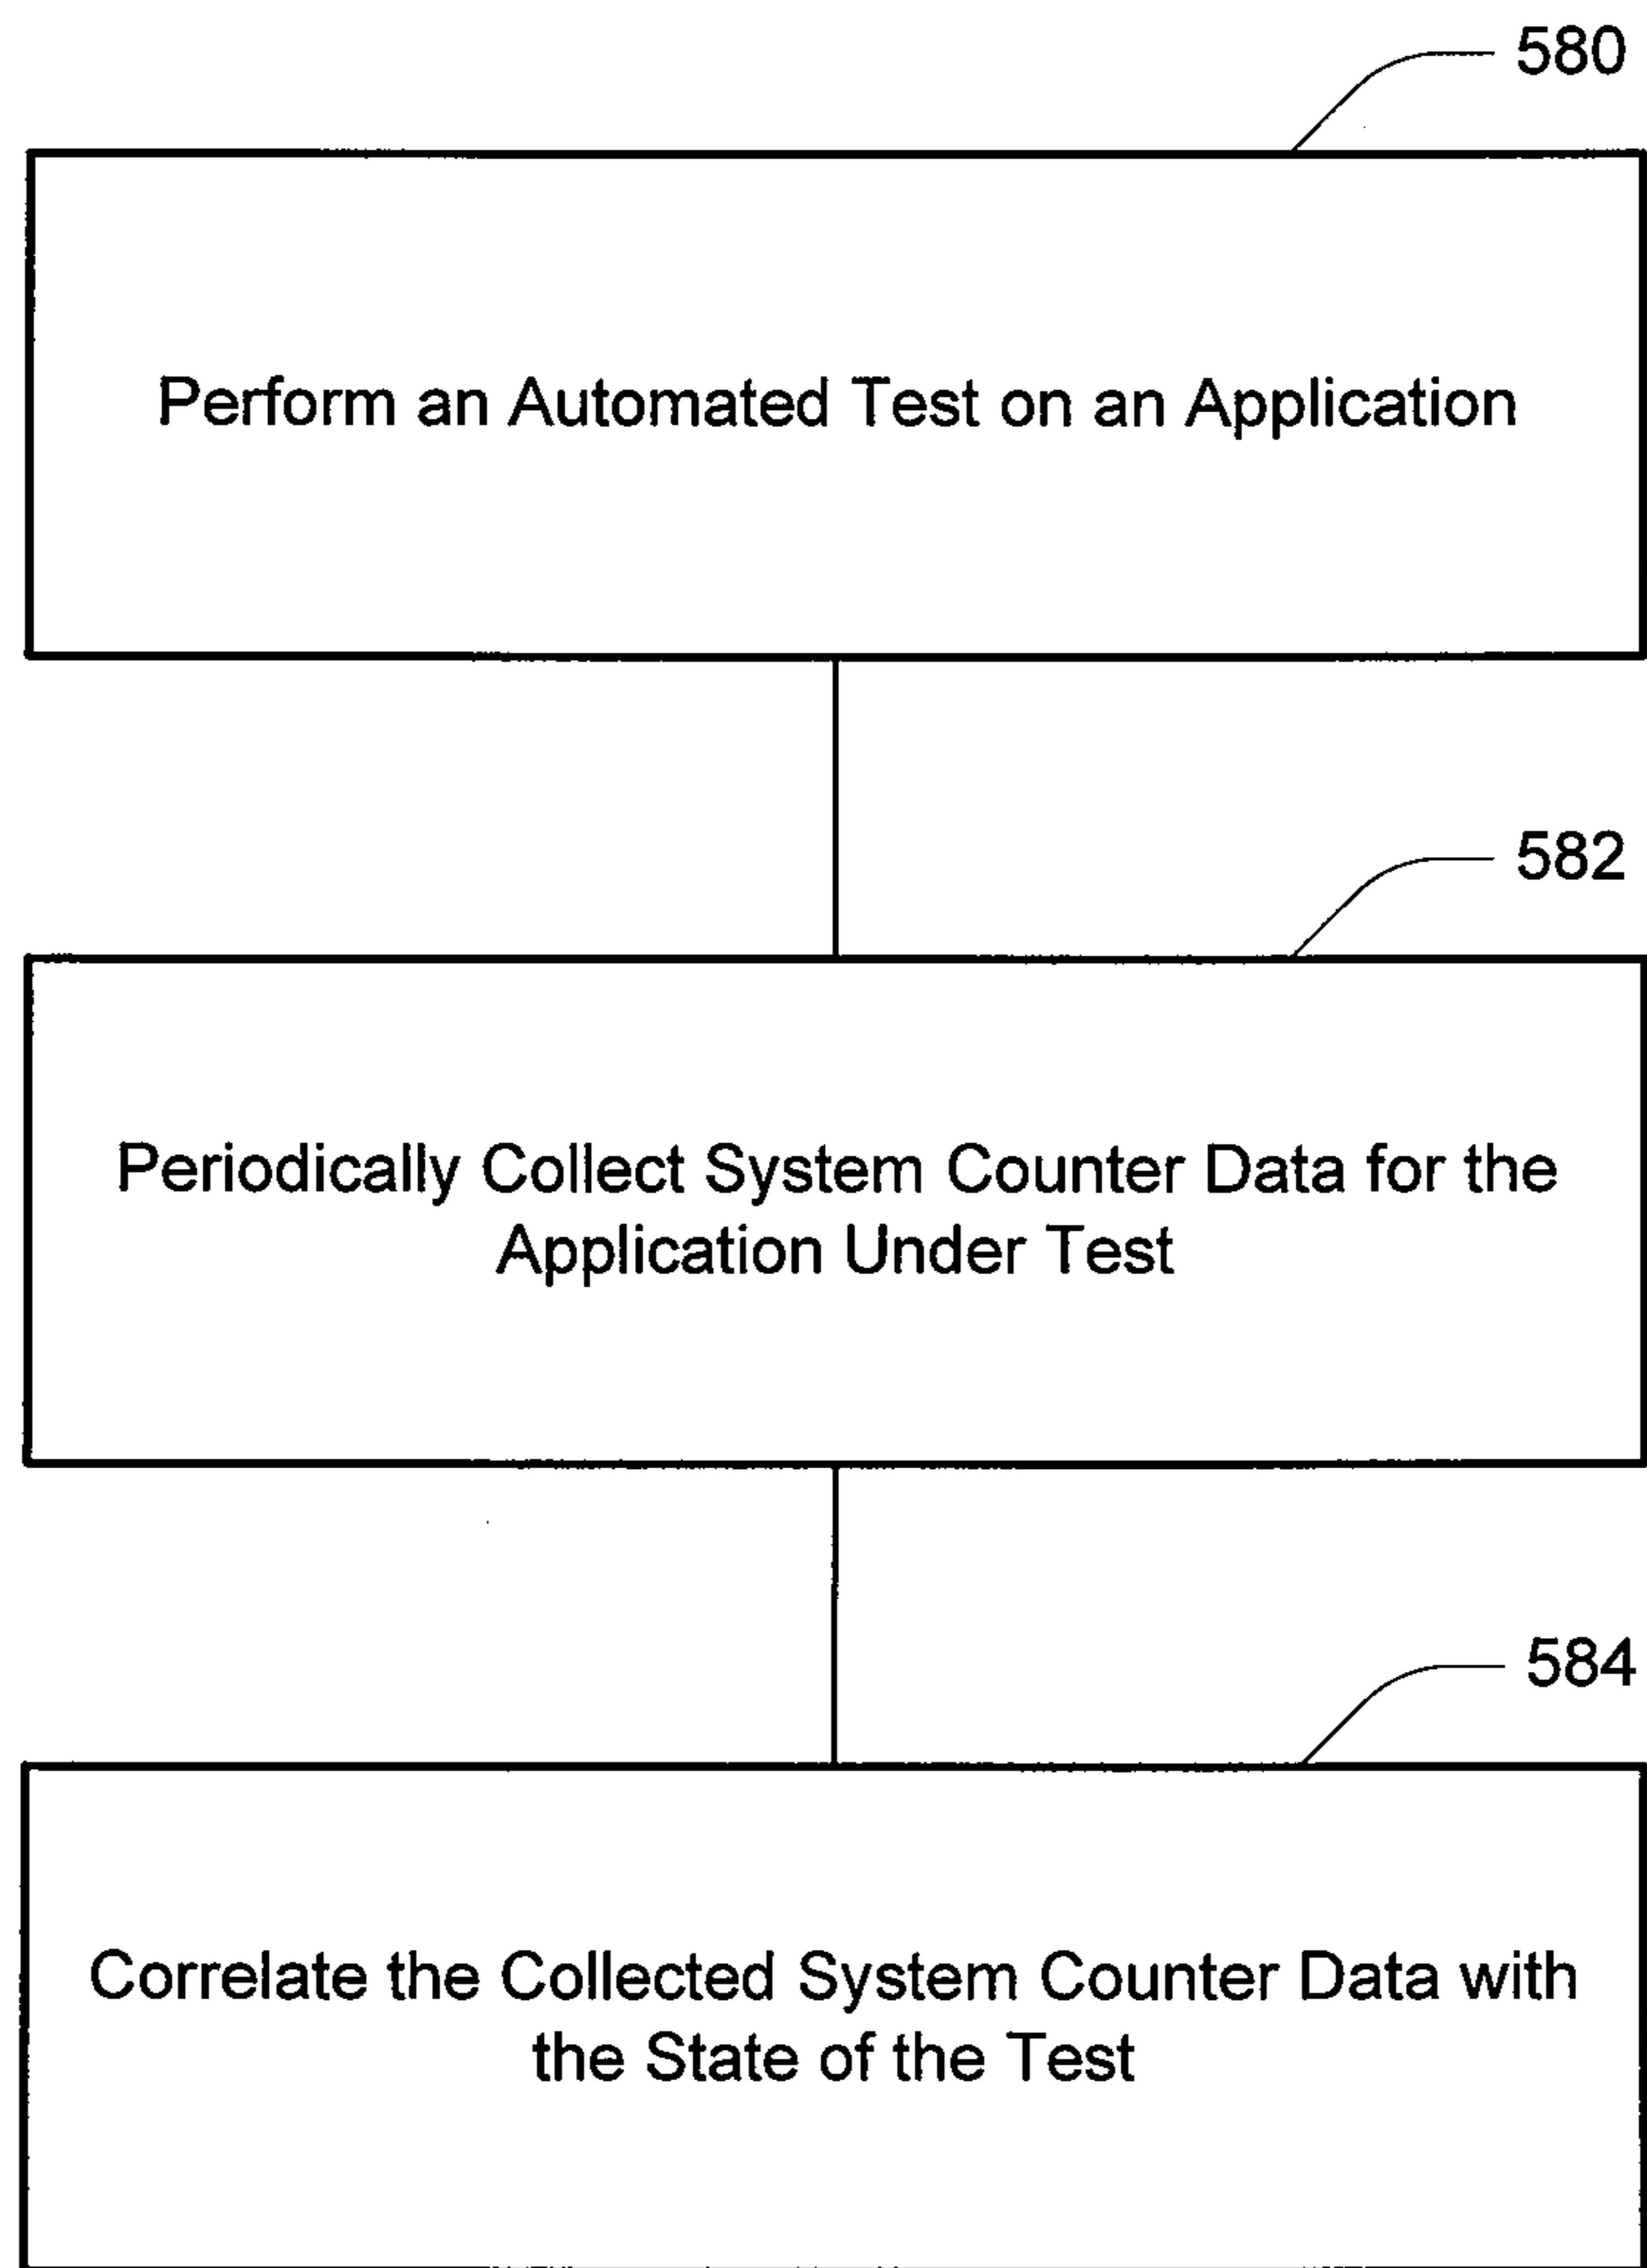 580
Perform an Automated Test on an Application
582
Periodically Collect System Counter Data for the
Application Under Test
584
Correlate the Collected System Counter Data with
the State of the Test